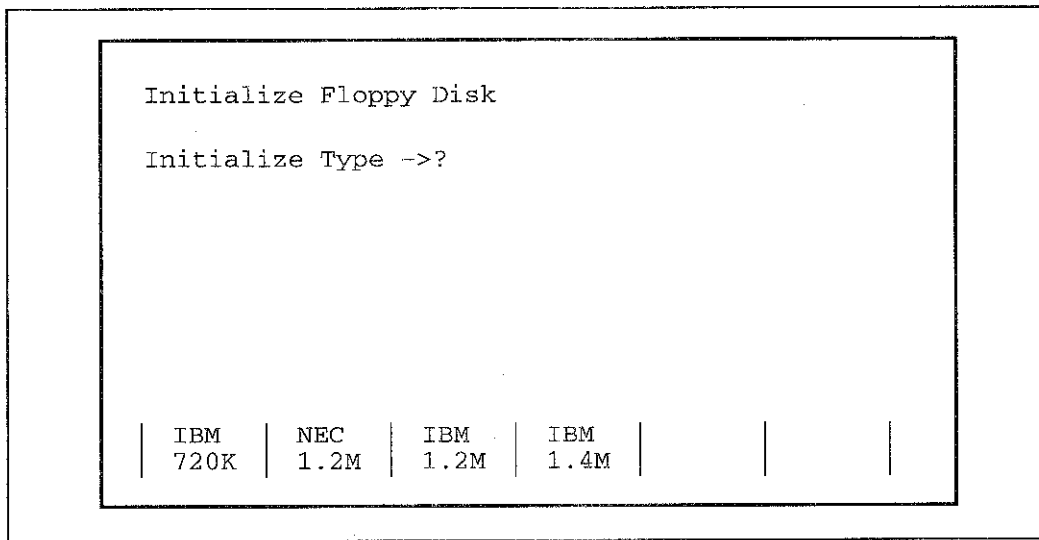 Initialize Floppy Disk
Initialize Type ->?
IBM NEC IBM IBM
720K 1.2M 1.2M 1.4M